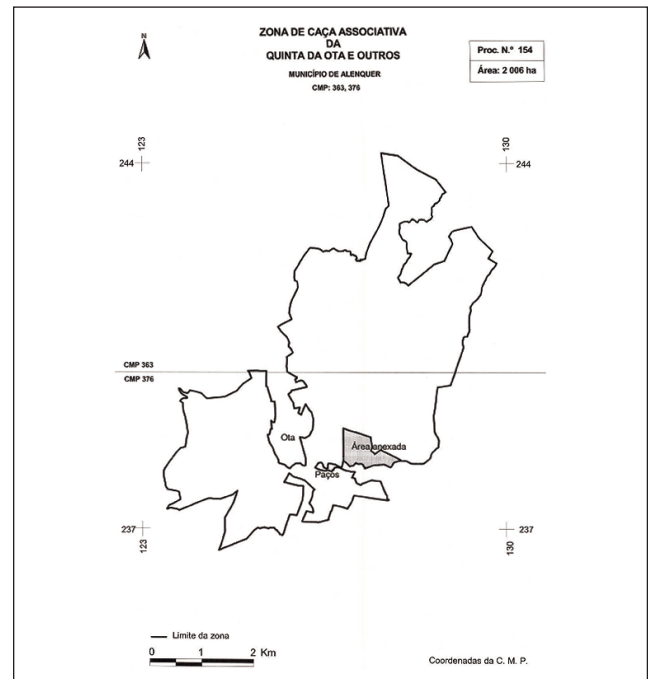 N
ZONA DE CAÇA ASSOCIATIVA
DA
QUINTA DA OTA E OUTROS
MUNICÍPIO DE ALENQUER
CMP: 363, 376
Proc. N.º 154
Área: 2 006 ha
123
130
244
244
CMP 363
CMP 376
Ota
Área anexada
Paços
237
237
123
130
Limite da zona
0 1 2 Km
Coordenadas da C. M. P.